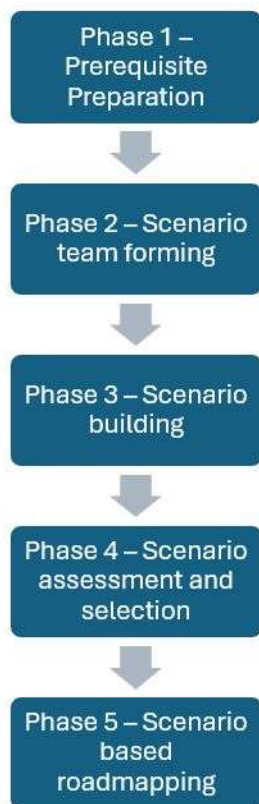 Phase 1 –
Prerequisite
Preparation
Phase 2 – Scenario
team forming
Phase 3 – Scenario
building
Phase 4 – Scenario
assessment and
selection
Phase 5 – Scenario
based
roadmapping